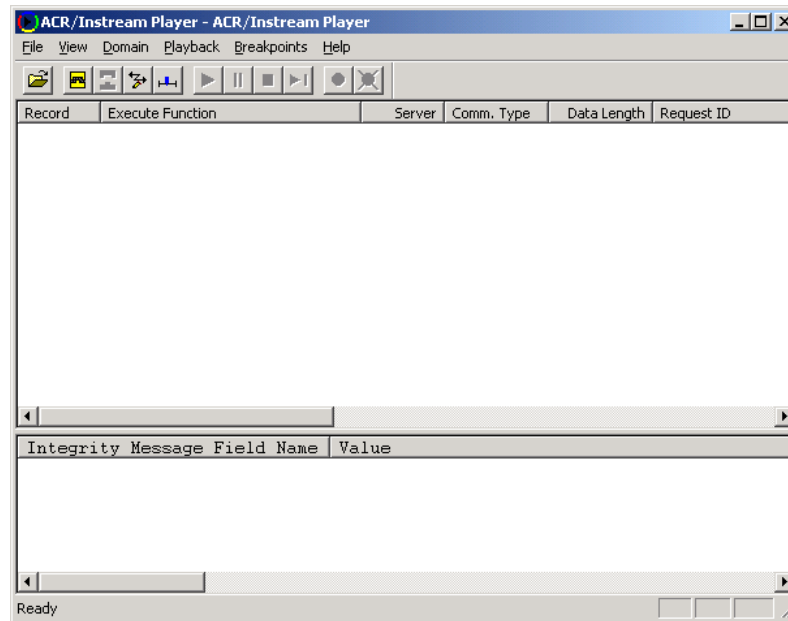 ACR/Instream Player - ACR/Instream Player
File View Domain Playback Breakpoints Help
Record Execute Function Server Comm. Type Data Length Request ID
Integrity Message Field Name Value
Ready